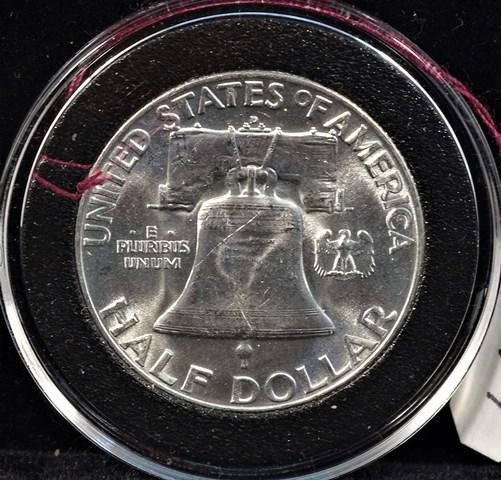 UNITED STATES OF AMERICA
D
· E ·
PLURIBUS
UNUM
HALF DOLLAR